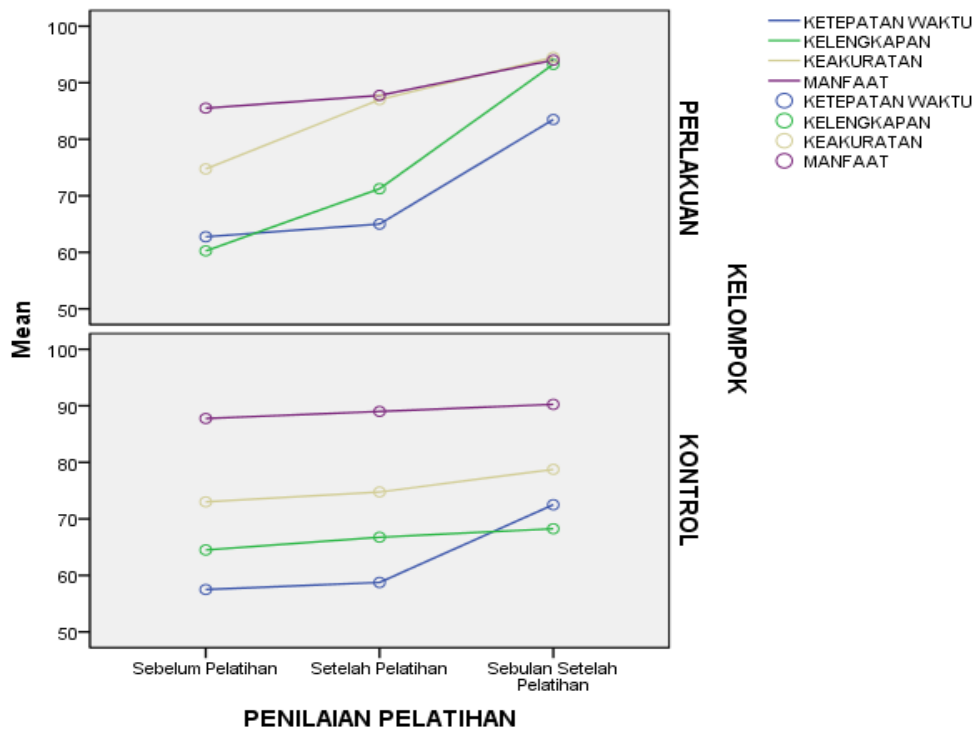 KETEPATAN WAKTU
KELENGKAPAN
KEAKURATAN
MANFAAT
KETEPATAN WAKTU
KELENGKAPAN
KEAKURATAN
MANFAAT
100
90
80
70
60
50
PERLAKUAN
100
90
80
70
60
50
KONTROL
KELOMPOK
Mean
Sebelum Pelatihan
Setelah Pelatihan
Sebulan Setelah
Pelatihan
PENILAIAN PELATIHAN